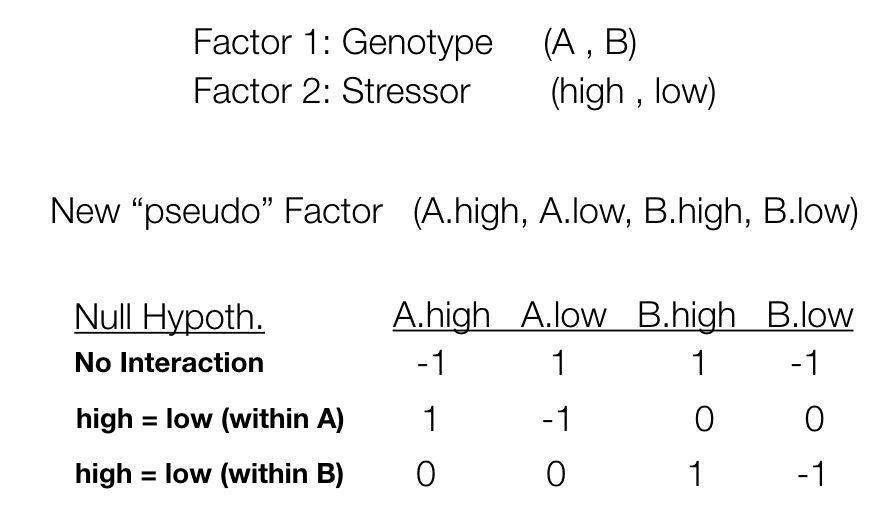 Factor 1: Genotype (A , B)
Factor 2: Stressor (high , low)
New “pseudo” Factor (A.high, A.low, B.high, B.low)
Null Hypoth. A.high A.low B.high B.low
No Interaction -1 1 1 -1
high = low (within A) 1 -1 0 0
high = low (within B) 0 0 1 -1